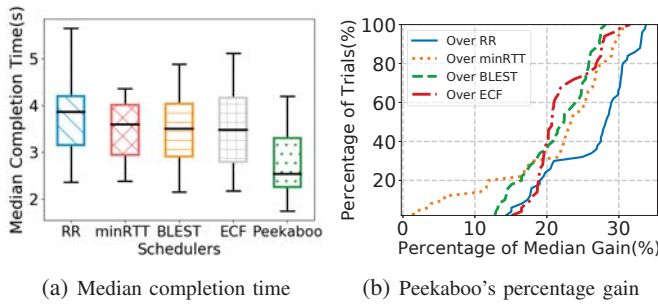 Median Completion Time(s)
5
4
3
2
RR minRTT BLEST ECF Peekaboo
Schedulers
(a) Median completion time
Percentage of Trials(%)
100
80
60
40
20
Over RR
Over minRTT
Over BLEST
Over ECF
0 10 20 30
Percentage of Median Gain(%)
(b) Peekaboo's percentage gain